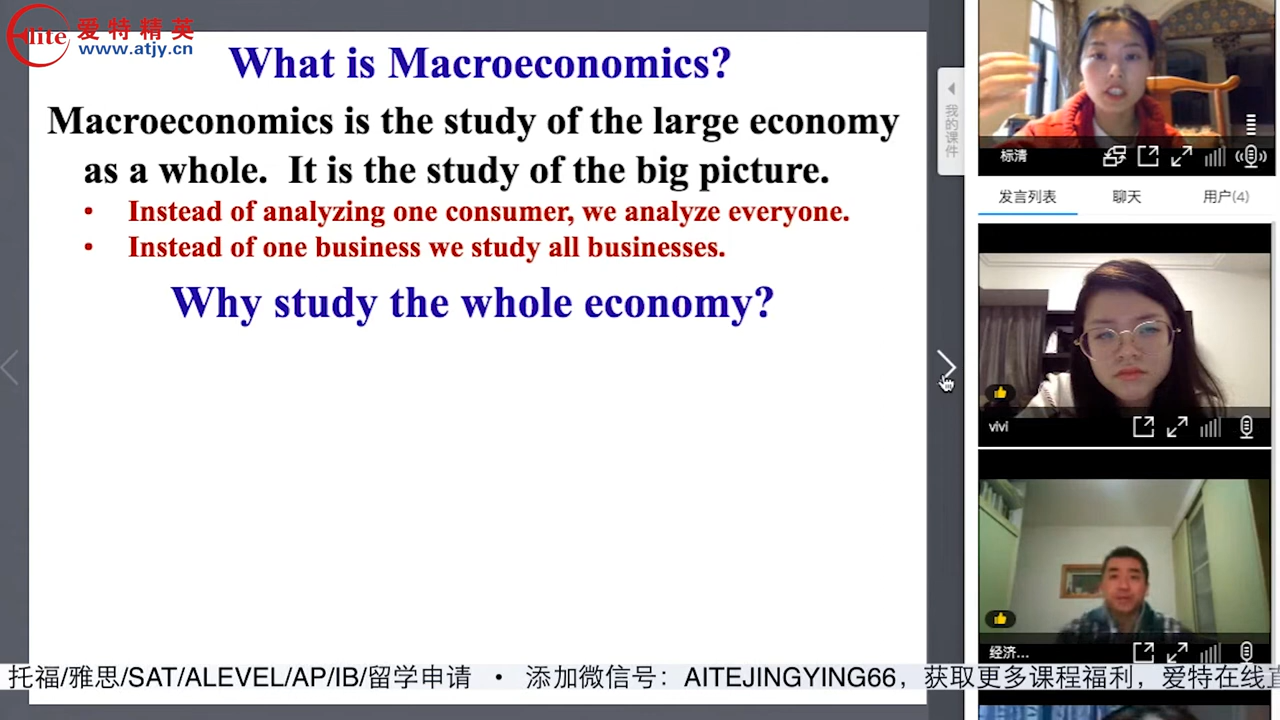 Elite 爱特精英
www.atjy.cn
What is Macroeconomics?
Macroeconomics is the study of the large economy
as a whole. It is the study of the big picture.
• Instead of analyzing one consumer, we analyze everyone.
• Instead of one business we study all businesses.
Why study the whole economy?
我的课件
标清
发言列表 聊天 用户(4)
vivi
经济...
托福/雅思/SAT/ALEVEL/AP/IB/留学申请 • 添加微信号：AITEJINGYING66，获取更多课程福利，爱特在线直